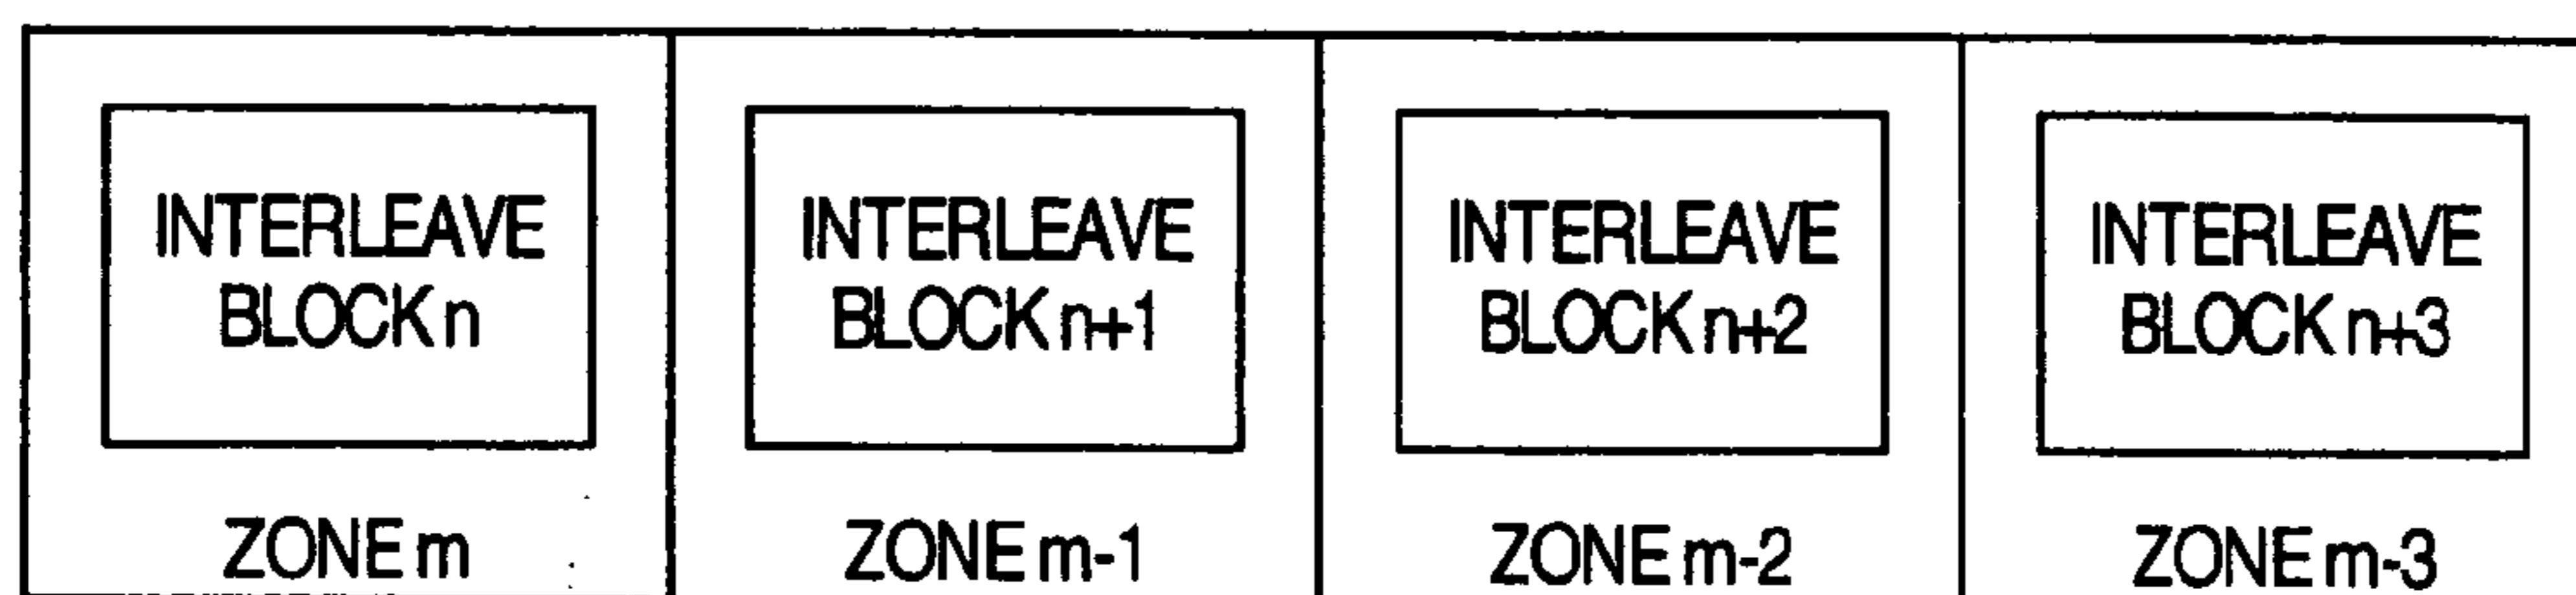 INTERLEAVE
BLOCK n
ZONE m
INTERLEAVE
BLOCK n+1
ZONE m-1
INTERLEAVE
BLOCK n+2
ZONE m-2
INTERLEAVE
BLOCK n+3
ZONE m-3